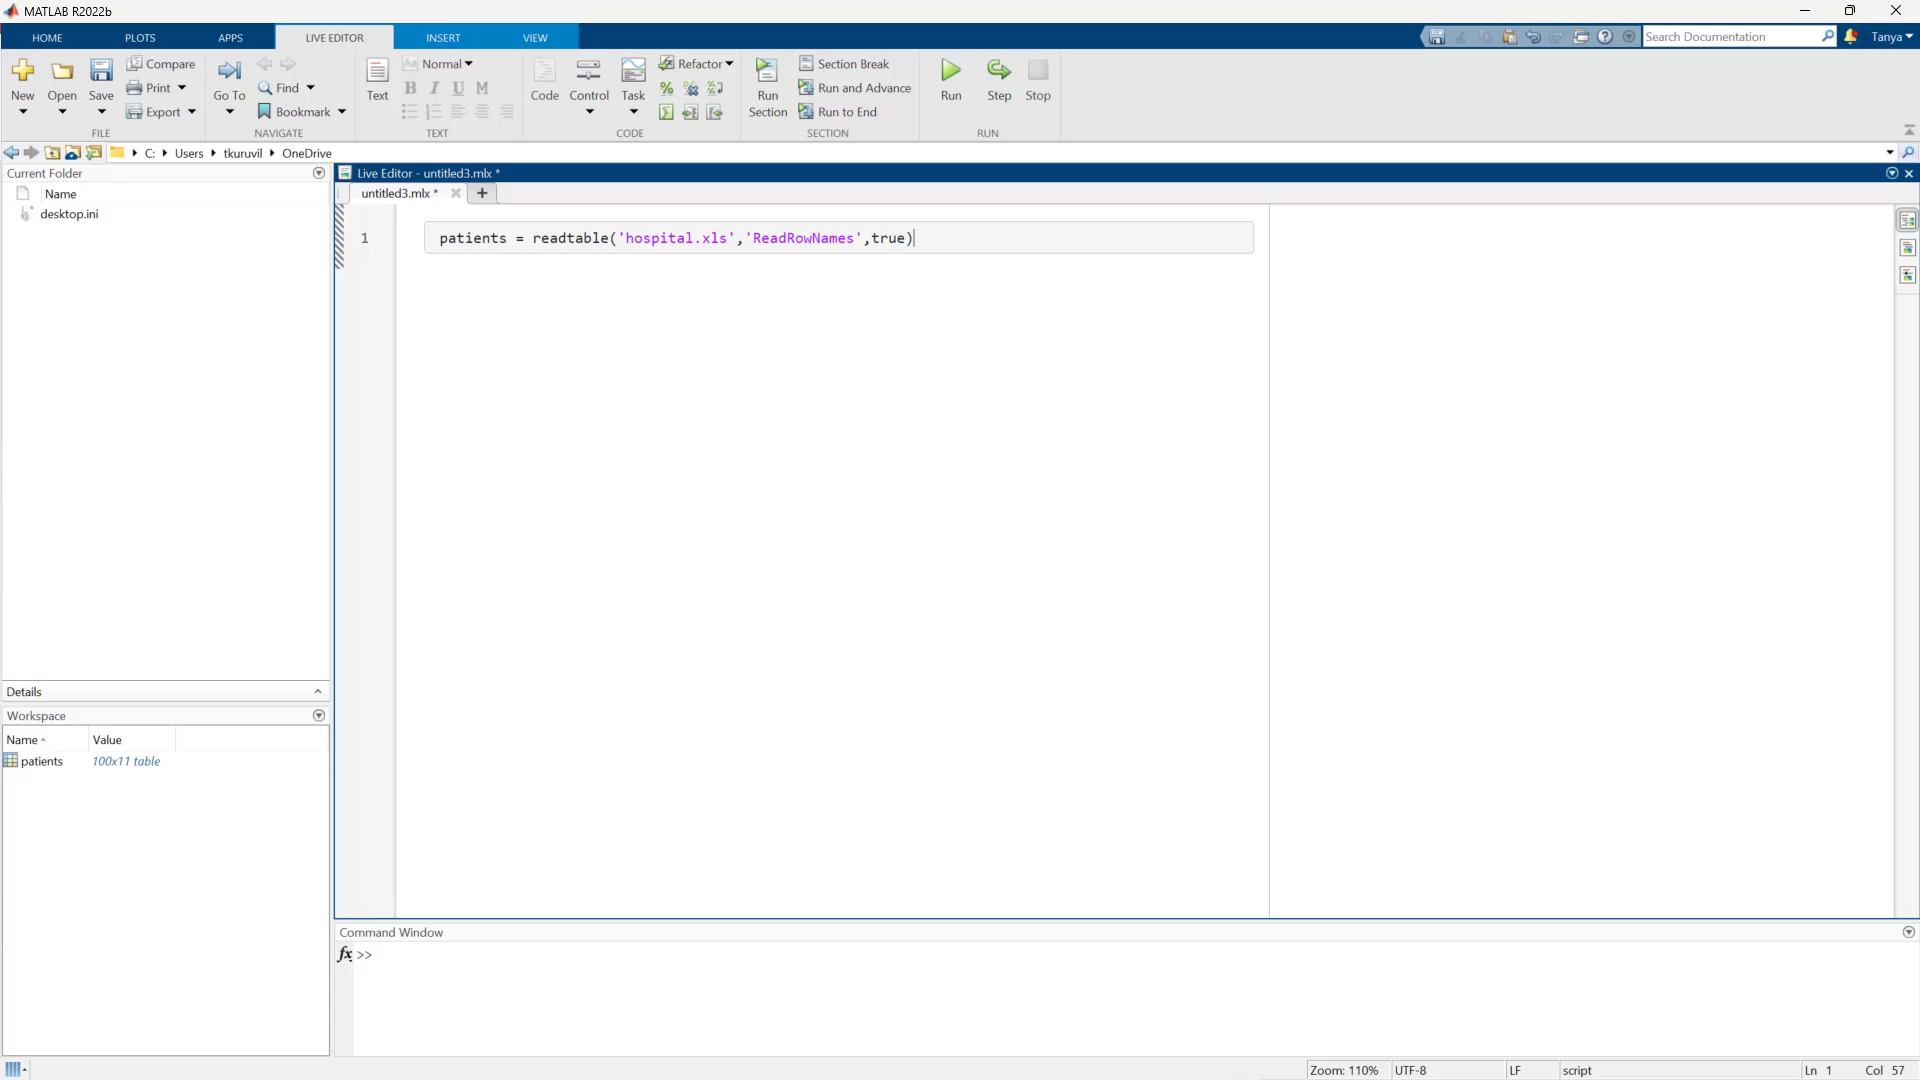 MATLAB R2022b
HOME PLOTS APPS LIVE EDITOR INSERT VIEW
Search Documentation Tanya
New Open Save Compare Print Export
FILE
Go To Find Bookmark
NAVIGATE
Text Aa Normal
B I U M
TEXT
Code Control Task Refactor
CODE
Run Section Section Break
Run and Advance
Run to End
SECTION
Run Step Stop
RUN
C: Users tkuruvil OneDrive
Current Folder
Name
desktop.ini
Live Editor - untitled3.mlx *
untitled3.mlx *
1 patients = readtable('hospital.xls','ReadRowNames',true)
Details
Workspace
Name Value
patients 100x11 table
Command Window
fx >>
Zoom: 110% UTF-8 LF script Ln 1 Col 57